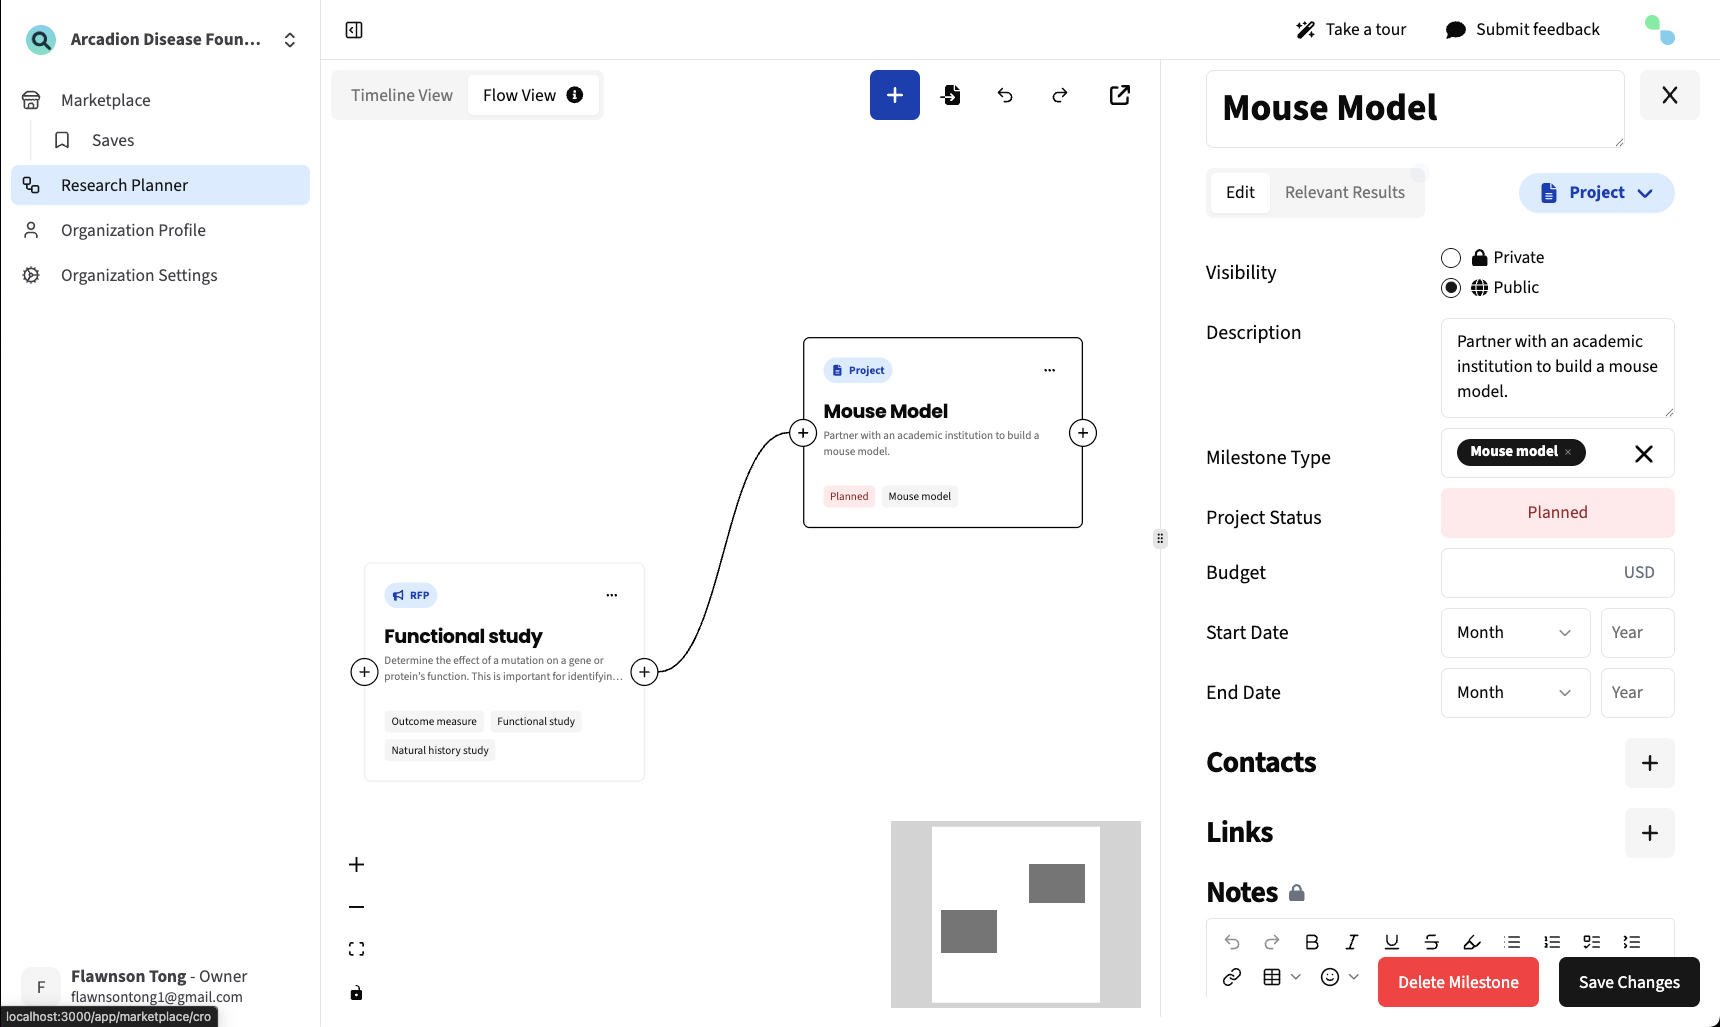 Arcadion Disease Foun...
Marketplace
Saves
Research Planner
Organization Profile
Organization Settings
F
Flawnson Tong - Owner
flawnsontong1@gmail.com
localhost:3000/app/marketplace/cro
Take a tour
Submit feedback
Timeline View
Flow View
Project
Mouse Model
Partner with an academic institution to build a
mouse model.
Planned
Mouse model
RFP
Functional study
Determine the effect of a mutation on a gene or
protein's function. This is important for identifyin...
Outcome measure
Functional study
Natural history study
Mouse Model
Edit
Relevant Results
Project
Visibility
Private
Public
Description
Partner with an academic
institution to build a mouse
model.
Milestone Type
Mouse model ×
Project Status
Planned
Budget
USD
Start Date
Month
Year
End Date
Month
Year
Contacts
Links
Notes
Delete Milestone
Save Changes